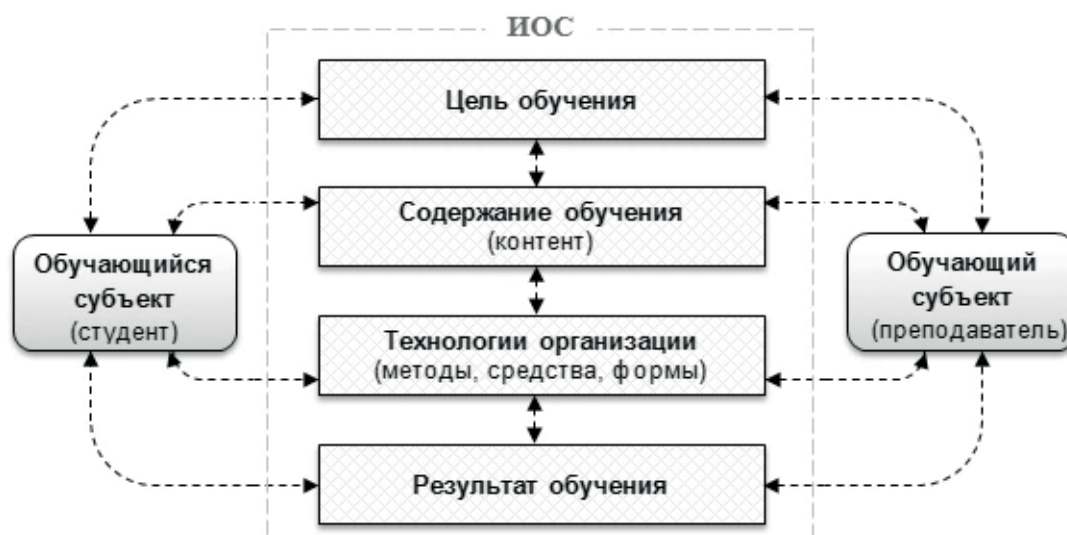 ИОС
Цель обучения
Содержание обучения
(контент)
Обучающийся
субъект
(студент)
Обучающий
субъект
(преподаватель)
Технологии организации
(методы, средства, формы)
Результат обучения